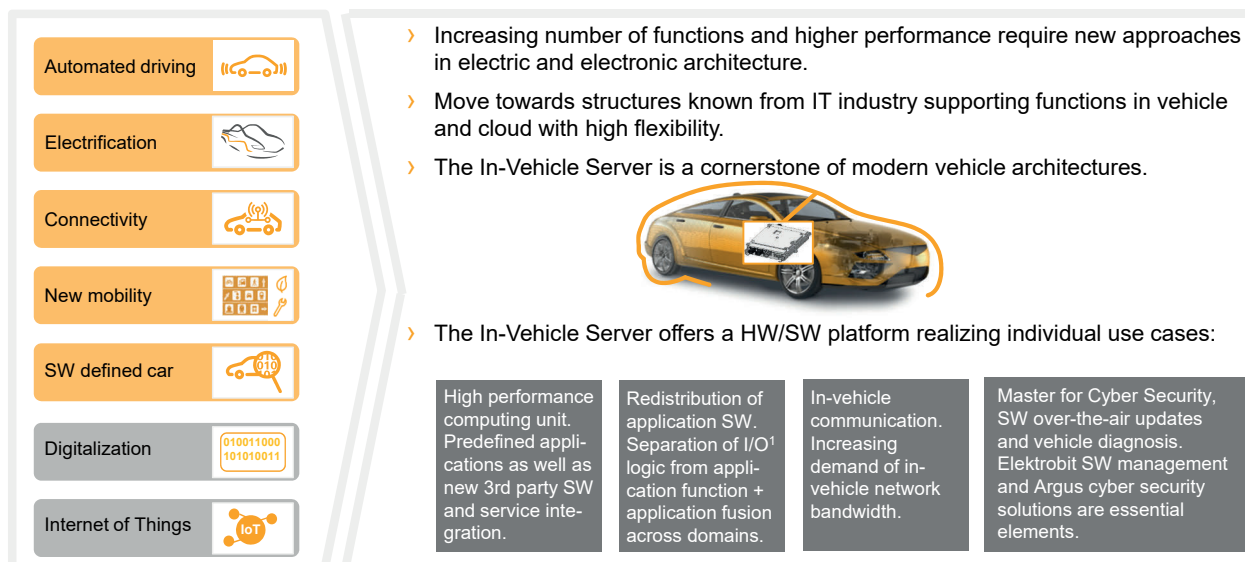 Automated driving
Electrification
Connectivity
New mobility
SW defined car
010
010
Digitalization
010011000
101010011
Internet of Things
IoT
› Increasing number of functions and higher performance require new approaches
in electric and electronic architecture.
› Move towards structures known from IT industry supporting functions in vehicle
and cloud with high flexibility.
› The In-Vehicle Server is a cornerstone of modern vehicle architectures.
› The In-Vehicle Server offers a HW/SW platform realizing individual use cases:
High performance
computing unit.
Predefined appli-
cations as well as
new 3rd party SW
and service inte-
gration.
Redistribution of
application SW.
Separation of I/O¹
logic from appli-
cation function +
application fusion
across domains.
In-vehicle
communication.
Increasing
demand of in-
vehicle network
bandwidth.
Master for Cyber Security,
SW over-the-air updates
and vehicle diagnosis.
Elektrobit SW management
and Argus cyber security
solutions are essential
elements.